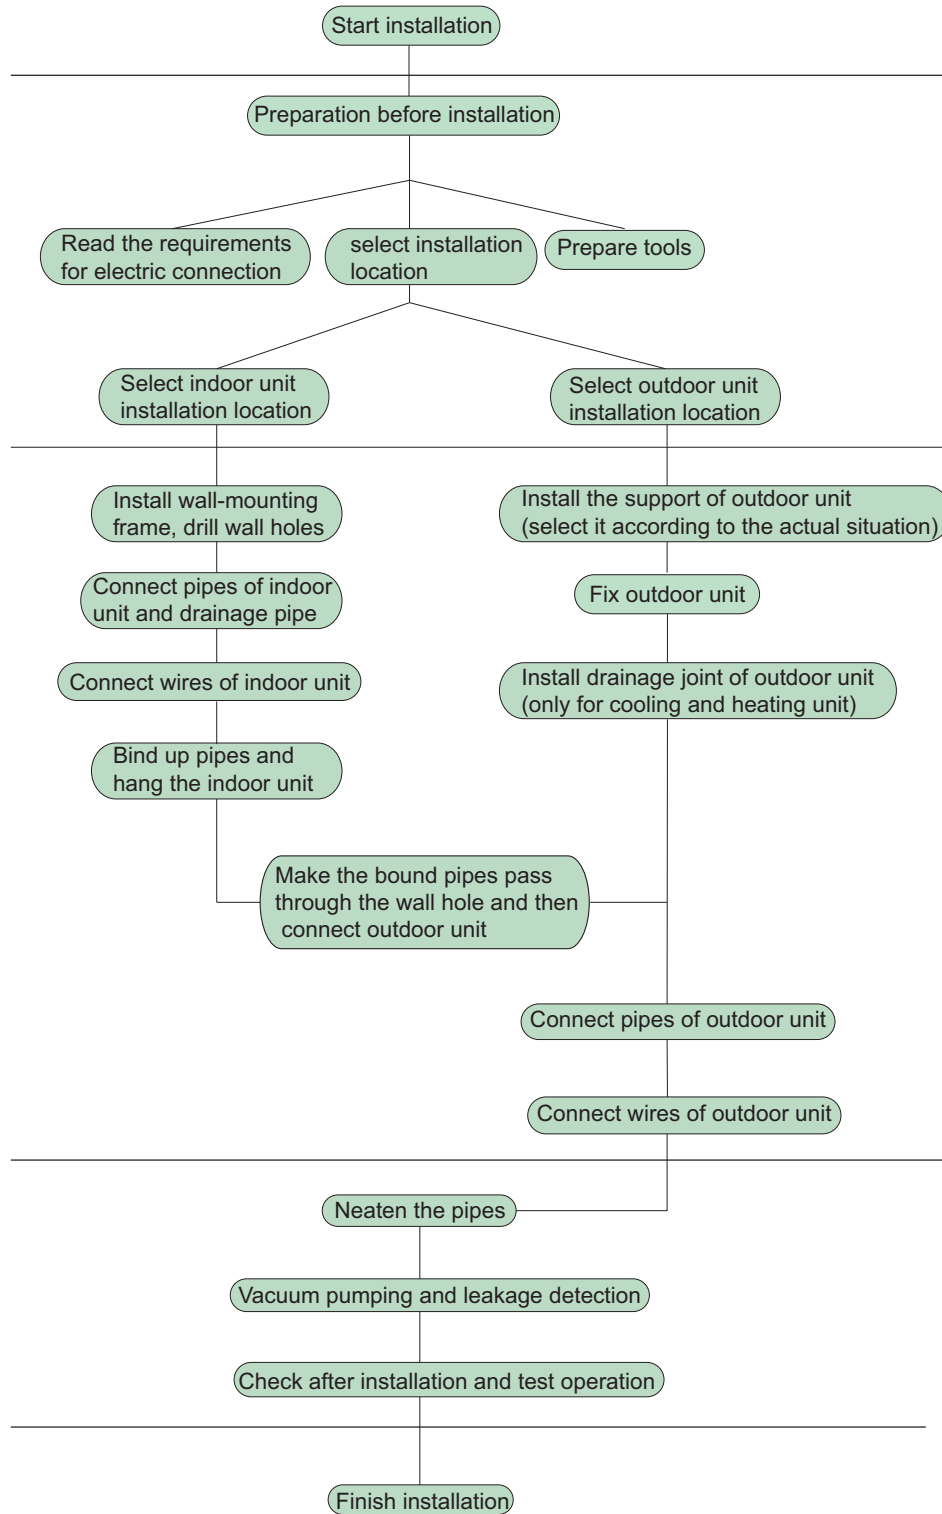 Start installation
Preparation before installation
Read the requirements
for electric connection
select installation
location
Prepare tools
Select indoor unit
installation location
Select outdoor unit
installation location
Install wall-mounting
frame, drill wall holes
Install the support of outdoor unit
(select it according to the actual situation)
Connect pipes of indoor
unit and drainage pipe
Fix outdoor unit
Connect wires of indoor unit
Install drainage joint of outdoor unit
(only for cooling and heating unit)
Bind up pipes and
hang the indoor unit
Make the bound pipes pass
through the wall hole and then
connect outdoor unit
Connect pipes of outdoor unit
Connect wires of outdoor unit
Neaten the pipes
Vacuum pumping and leakage detection
Check after installation and test operation
Finish installation